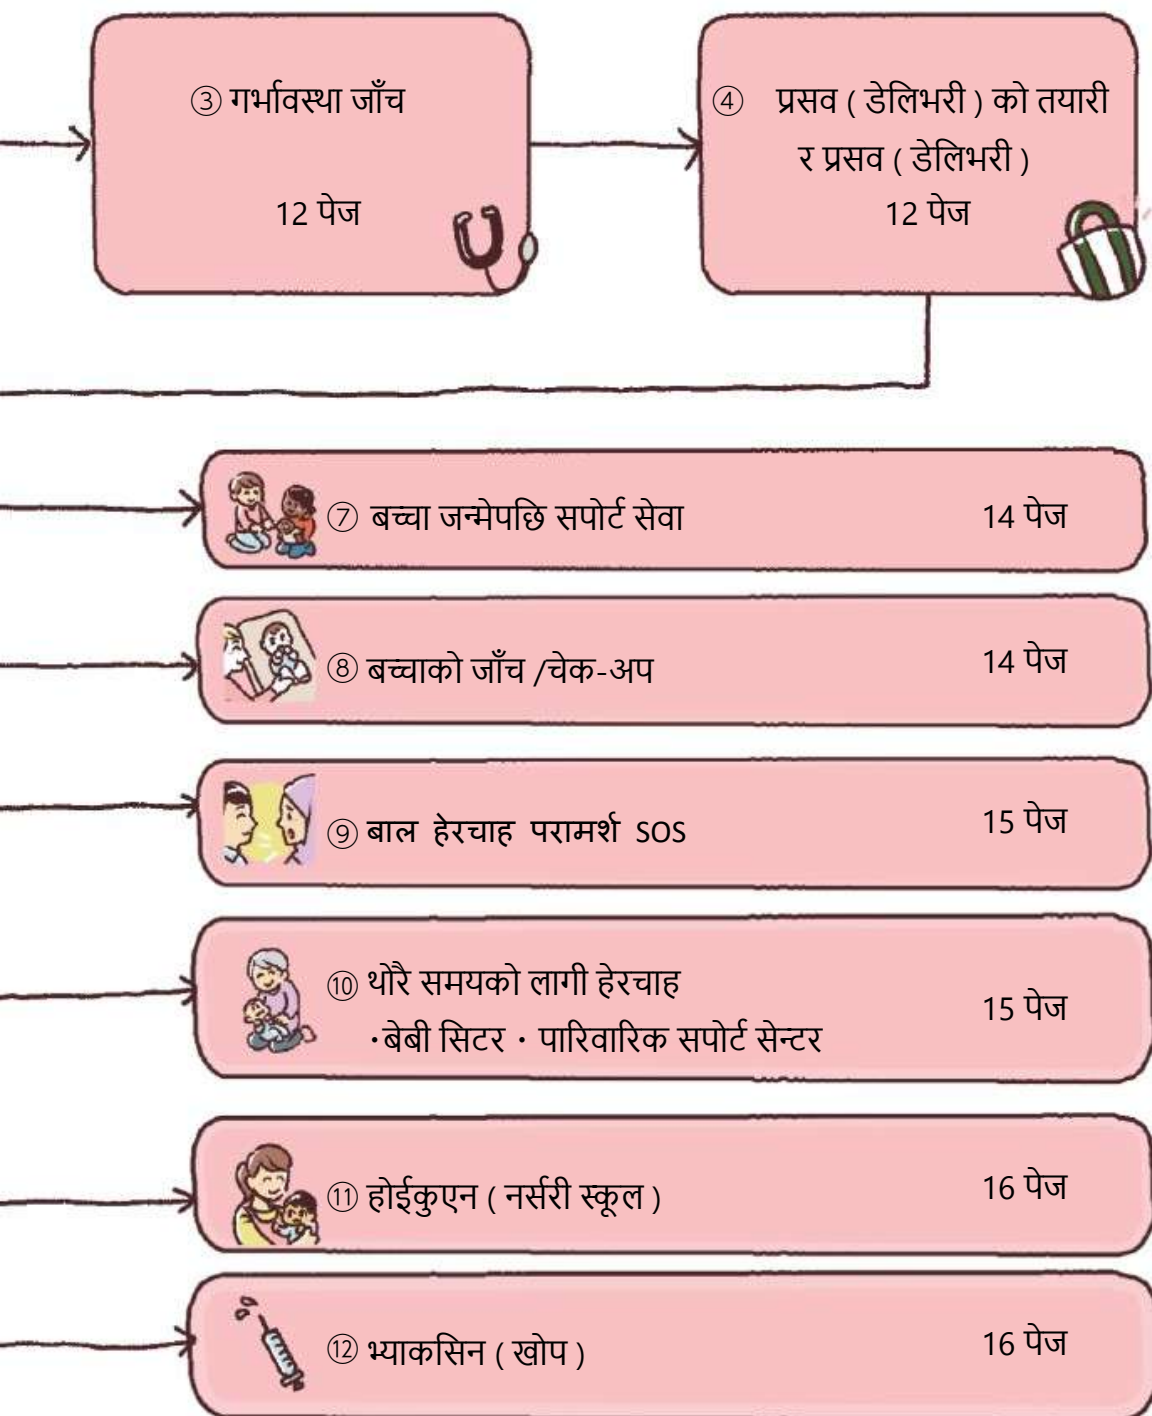 ③ गर्भावस्था जाँच
12 पेज
④ प्रसव ( डेलिभरी ) को तयारी
र प्रसव ( डेलिभरी )
12 पेज
⑦ बच्चा जन्मेपछि सपोर्ट सेवा 14 पेज
⑧ बच्चाको जाँच /चेक-अप 14 पेज
⑨ बाल हेरचाह परामर्श SOS 15 पेज
⑩ थोरै समयको लागी हेरचाह
・बेबी सिटर・पारिवारिक सपोर्ट सेन्टर 15 पेज
⑪ होईकुएन ( नर्सरी स्कूल ) 16 पेज
⑫ भ्याकसिन ( खोप ) 16 पेज